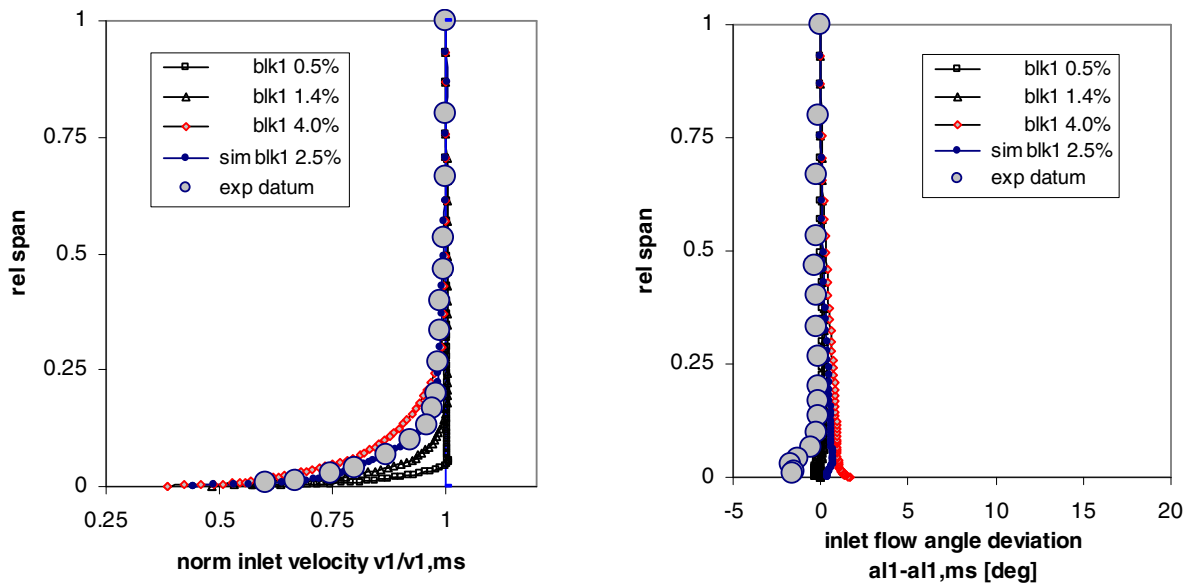 1
0.75
0.5
0.25
0
rel span
blk1 0.5%
blk1 1.4%
blk1 4.0%
sim blk1 2.5%
exp datum
0.25
0.5
0.75
1
norm inlet velocity v1/v1,ms
1
0.75
0.5
0.25
0
rel span
blk1 0.5%
blk1 1.4%
blk1 4.0%
sim blk1 2.5%
exp datum
-5
0
5
10
15
20
inlet flow angle deviation
al1-al1,ms [deg]